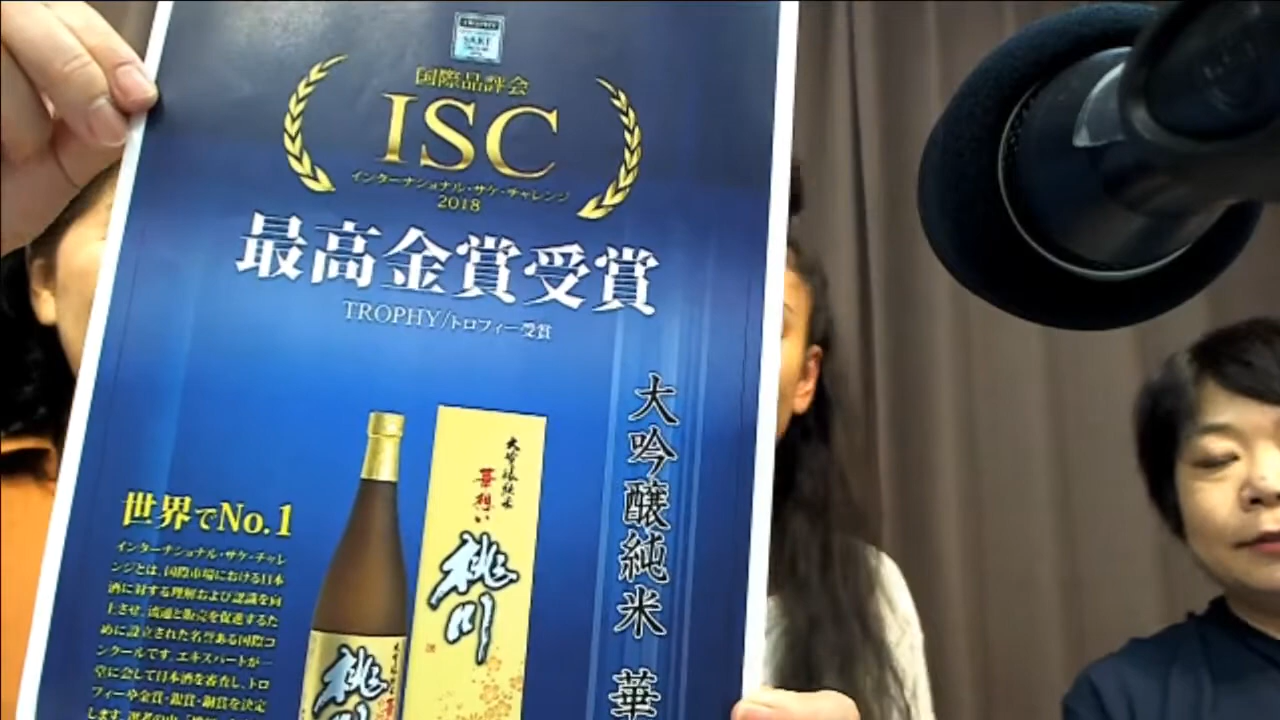 TROPHY
SAKE
国際品評会
ISC
インターナショナル・サケ・チャレンジ
2018
最高金賞受賞
TROPHY/トロフィー受賞
大吟醸純米 華
大吟醸純米
華想い
桃川
桃川
世界でNo.1
インターナショナル・サケ・チャレ
ンジとは、国際市場における日本
酒に対する理解および認識を向
上させ、流通と販売を促進するた
めに設立された名誉ある国際コ
ンクールです。エキスパートが一
堂に会して日本酒を審査し、トロ
フィーや金賞・銀賞・銅賞を決定
します。